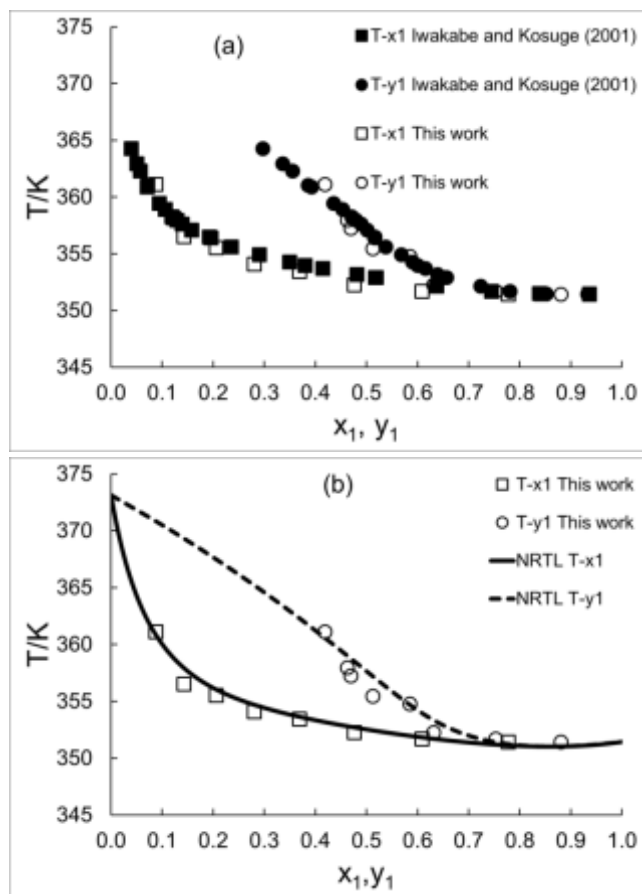 (a)
T-x1 Iwakabe and Kosuge (2001)
T-y1 Iwakabe and Kosuge (2001)
T-x1 This work
T-y1 This work
375
370
365
360
355
350
345
T/K
0.0 0.1 0.2 0.3 0.4 0.5 0.6 0.7 0.8 0.9 1.0
x₁, y₁
(b)
T-x1 This work
T-y1 This work
NRTL T-x1
NRTL T-y1
375
370
365
360
355
350
345
T/K
0.0 0.1 0.2 0.3 0.4 0.5 0.6 0.7 0.8 0.9 1.0
x₁,y₁